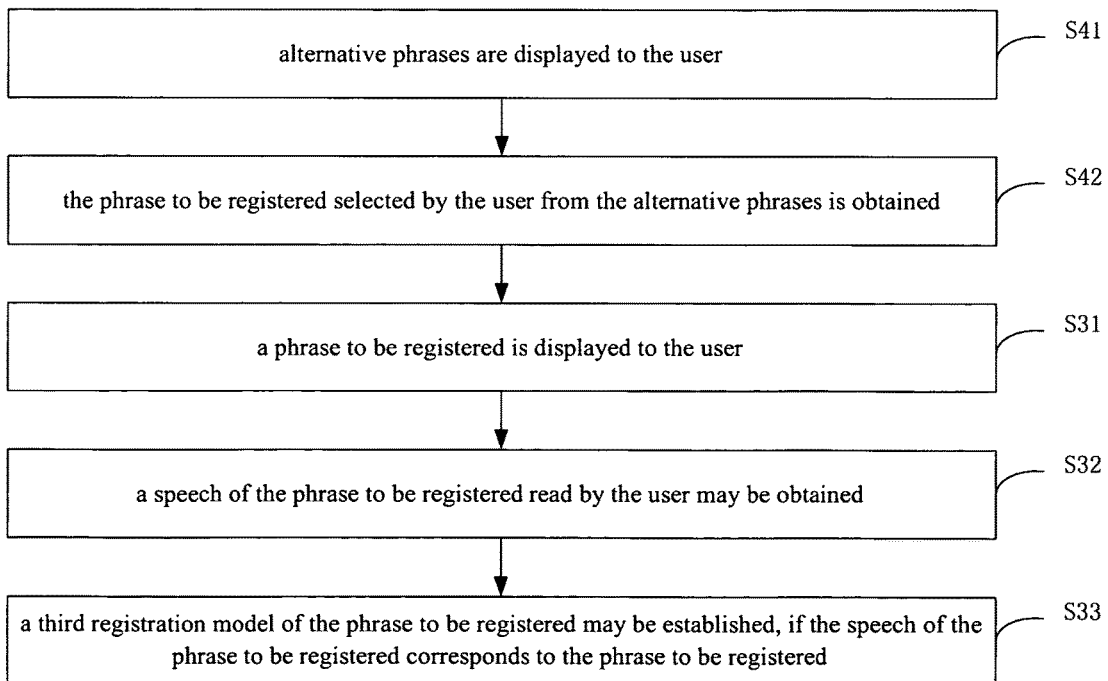 alternative phrases are displayed to the user
S41
the phrase to be registered selected by the user from the alternative phrases is obtained
S42
a phrase to be registered is displayed to the user
S31
a speech of the phrase to be registered read by the user may be obtained
S32
a third registration model of the phrase to be registered may be established, if the speech of the
phrase to be registered corresponds to the phrase to be registered
S33